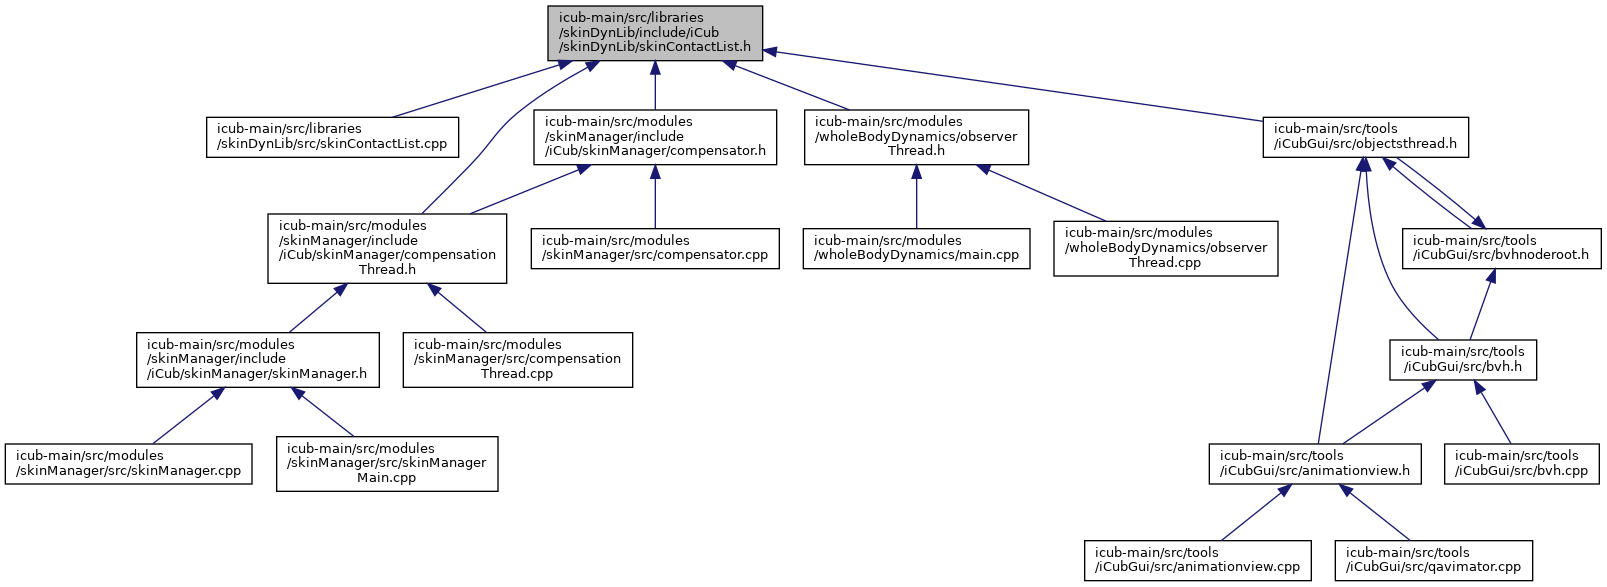 icub-main/src/libraries
/skinDynLib/include/iCub
/skinDynLib/skinContactList.h
icub-main/src/libraries
/skinDynLib/src/skinContactList.cpp
icub-main/src/modules
/skinManager/include
/iCub/skinManager/compensator.h
icub-main/src/modules
/wholeBodyDynamics/observer
Thread.h
icub-main/src/tools
/iCubGui/src/objectsthread.h
icub-main/src/modules
/skinManager/include
/iCub/skinManager/compensation
Thread.h
icub-main/src/modules
/skinManager/src/compensator.cpp
icub-main/src/modules
/wholeBodyDynamics/main.cpp
icub-main/src/modules
/wholeBodyDynamics/observer
Thread.cpp
icub-main/src/tools
/iCubGui/src/bvhnoderoot.h
icub-main/src/modules
/skinManager/include
/iCub/skinManager/skinManager.h
icub-main/src/modules
/skinManager/src/compensation
Thread.cpp
icub-main/src/tools
/iCubGui/src/bvh.h
icub-main/src/modules
/skinManager/src/skinManager.cpp
icub-main/src/modules
/skinManager/src/skinManager
Main.cpp
icub-main/src/tools
/iCubGui/src/animationview.h
icub-main/src/tools
/iCubGui/src/bvh.cpp
icub-main/src/tools
/iCubGui/src/animationview.cpp
icub-main/src/tools
/iCubGui/src/qavimator.cpp